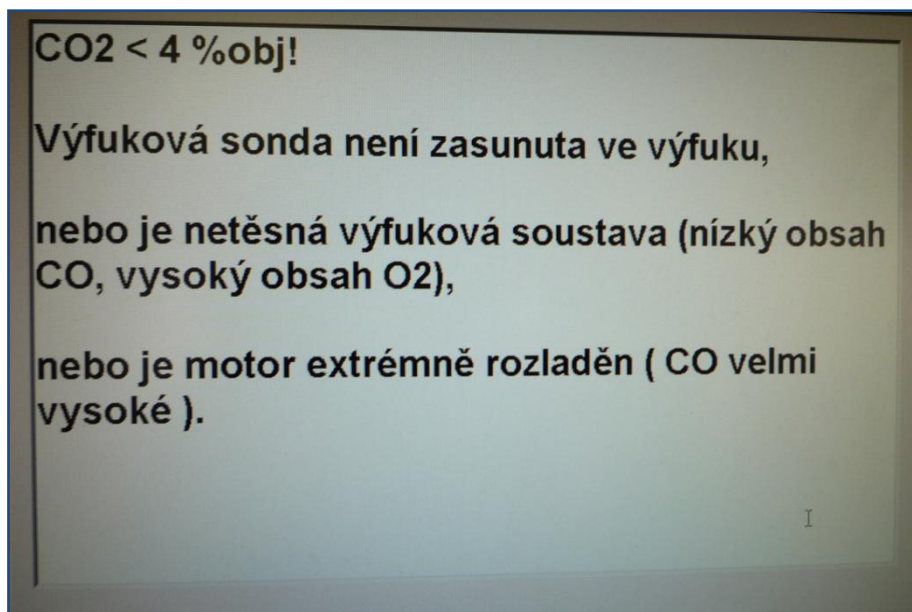 CO2 < 4 %obj!
Výfuková sonda není zasunuta ve výfuku,
nebo je netěsná výfuková soustava (nízký obsah
CO, vysoký obsah O2),
nebo je motor extrémně rozladěn ( CO velmi
vysoké ).